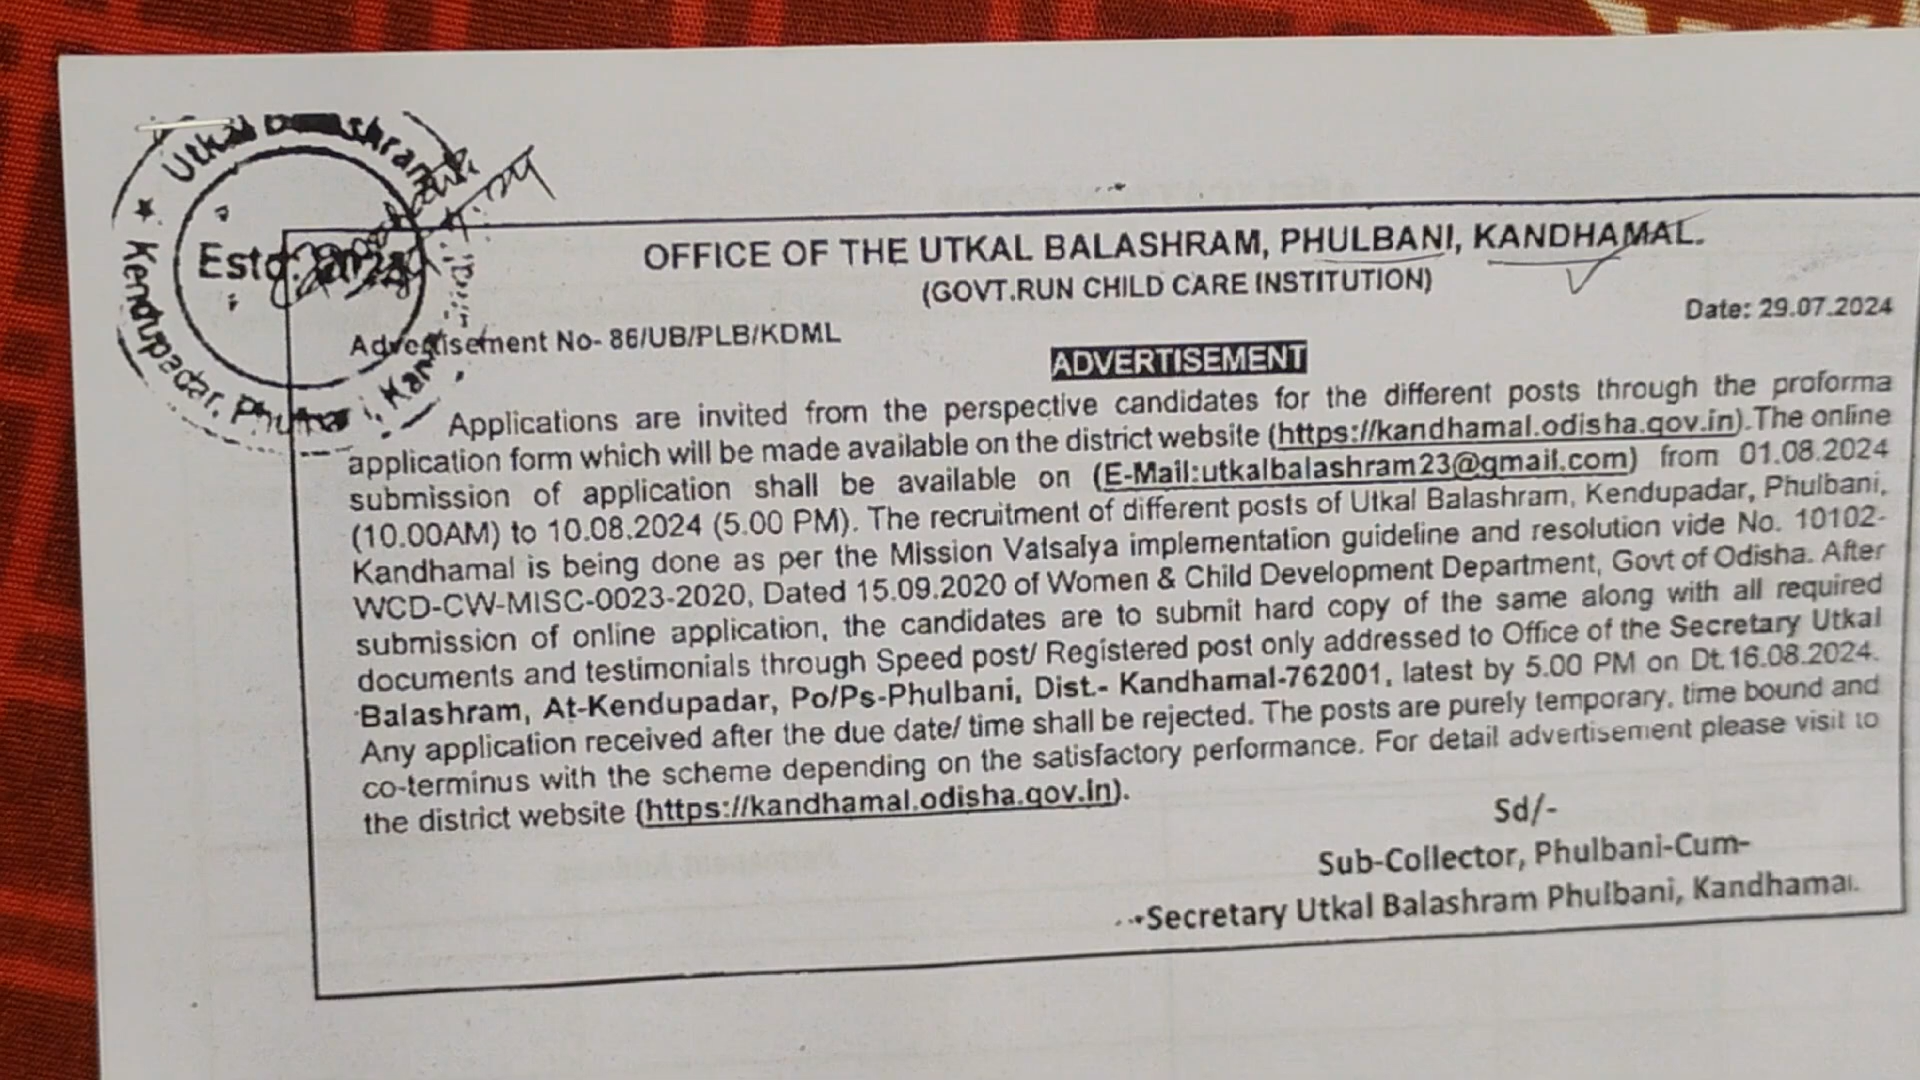 Utkal Balashram
★ Kendupadar, Phulbani, Kan
Estd.
OFFICE OF THE UTKAL BALASHRAM, PHULBANI, KANDHAMAL.
(GOVT.RUN CHILD CARE INSTITUTION)
Date: 29.07.2024
Advertisement No- 86/UB/PLB/KDML
ADVERTISEMENT
Applications are invited from the perspective candidates for the different posts through the proforma
application form which will be made available on the district website (https://kandhamal.odisha.gov.in).The online
submission of application shall be available on (E-Mail:utkalbalashram23@gmail.com) from 01.08.2024
(10.00AM) to 10.08.2024 (5.00 PM). The recruitment of different posts of Utkal Balashram, Kendupadar, Phulbani,
Kandhamal is being done as per the Mission Vatsalya implementation guideline and resolution vide No. 10102-
WCD-CW-MISC-0023-2020, Dated 15.09.2020 of Women & Child Development Department, Govt of Odisha. After
submission of online application, the candidates are to submit hard copy of the same along with all required
documents and testimonials through Speed post/ Registered post only addressed to Office of the Secretary Utkal
Balashram, At-Kendupadar, Po/Ps-Phulbani, Dist.- Kandhamal-762001, latest by 5.00 PM on Dt.16.08.2024.
Any application received after the due date/ time shall be rejected. The posts are purely temporary, time bound and
co-terminus with the scheme depending on the satisfactory performance. For detail advertisement please visit to
the district website (https://kandhamal.odisha.gov.in).
Sd/-
Sub-Collector, Phulbani-Cum-
Secretary Utkal Balashram Phulbani, Kandhamal.